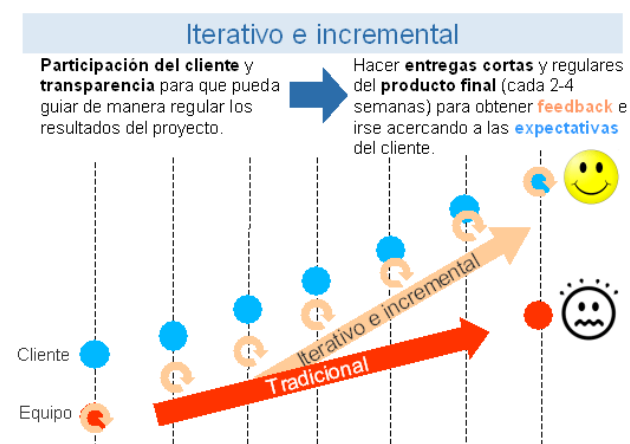 Iterativo e incremental
Participación del cliente y
transparencia para que pueda
guiar de manera regular los
resultados del proyecto.
Hacer entregas cortas y regulares
del producto final (cada 2-4
semanas) para obtener feedback e
irse acercando a las expectativas
del cliente.
Iterativo e incremental
Tradicional
Cliente
Equipo